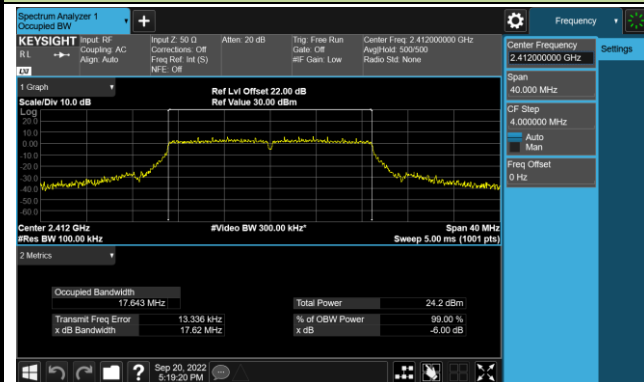 Spectrum Analyzer 1
Occupied BW
Frequency
KEYSIGHT
Input: RF
Coupling: AC
Align: Auto
Input Z: 50 Ω
Corrections: Off
Freq Ref: Int (S)
NFE: Off
Atten: 20 dB
Trig: Free Run
Gate: Off
#IF Gain: Low
Center Freq: 2.412000000 GHz
Avg|Hold: 500/500
Radio Std: None
RL
Center Frequency
2.412000000 GHz
Settings
Span
40.000 MHz
CF Step
4.000000 MHz
Auto
Man
Freq Offset
0 Hz
1 Graph
Scale/Div 10.0 dB
Ref Lvl Offset 22.00 dB
Ref Value 30.00 dBm
Log
20.0
10.0
0.00
-10.0
-20.0
-30.0
-40.0
-50.0
-60.0
Center 2.412 GHz
#Res BW 100.00 kHz
#Video BW 300.00 kHz*
Span 40 MHz
Sweep 5.00 ms (1001 pts)
2 Metrics
Occupied Bandwidth
17.643 MHz
Total Power 24.2 dBm
Transmit Freq Error 13.336 kHz
% of OBW Power 99.00 %
x dB Bandwidth 17.62 MHz
x dB -6.00 dB
Sep 20, 2022
5:19:20 PM